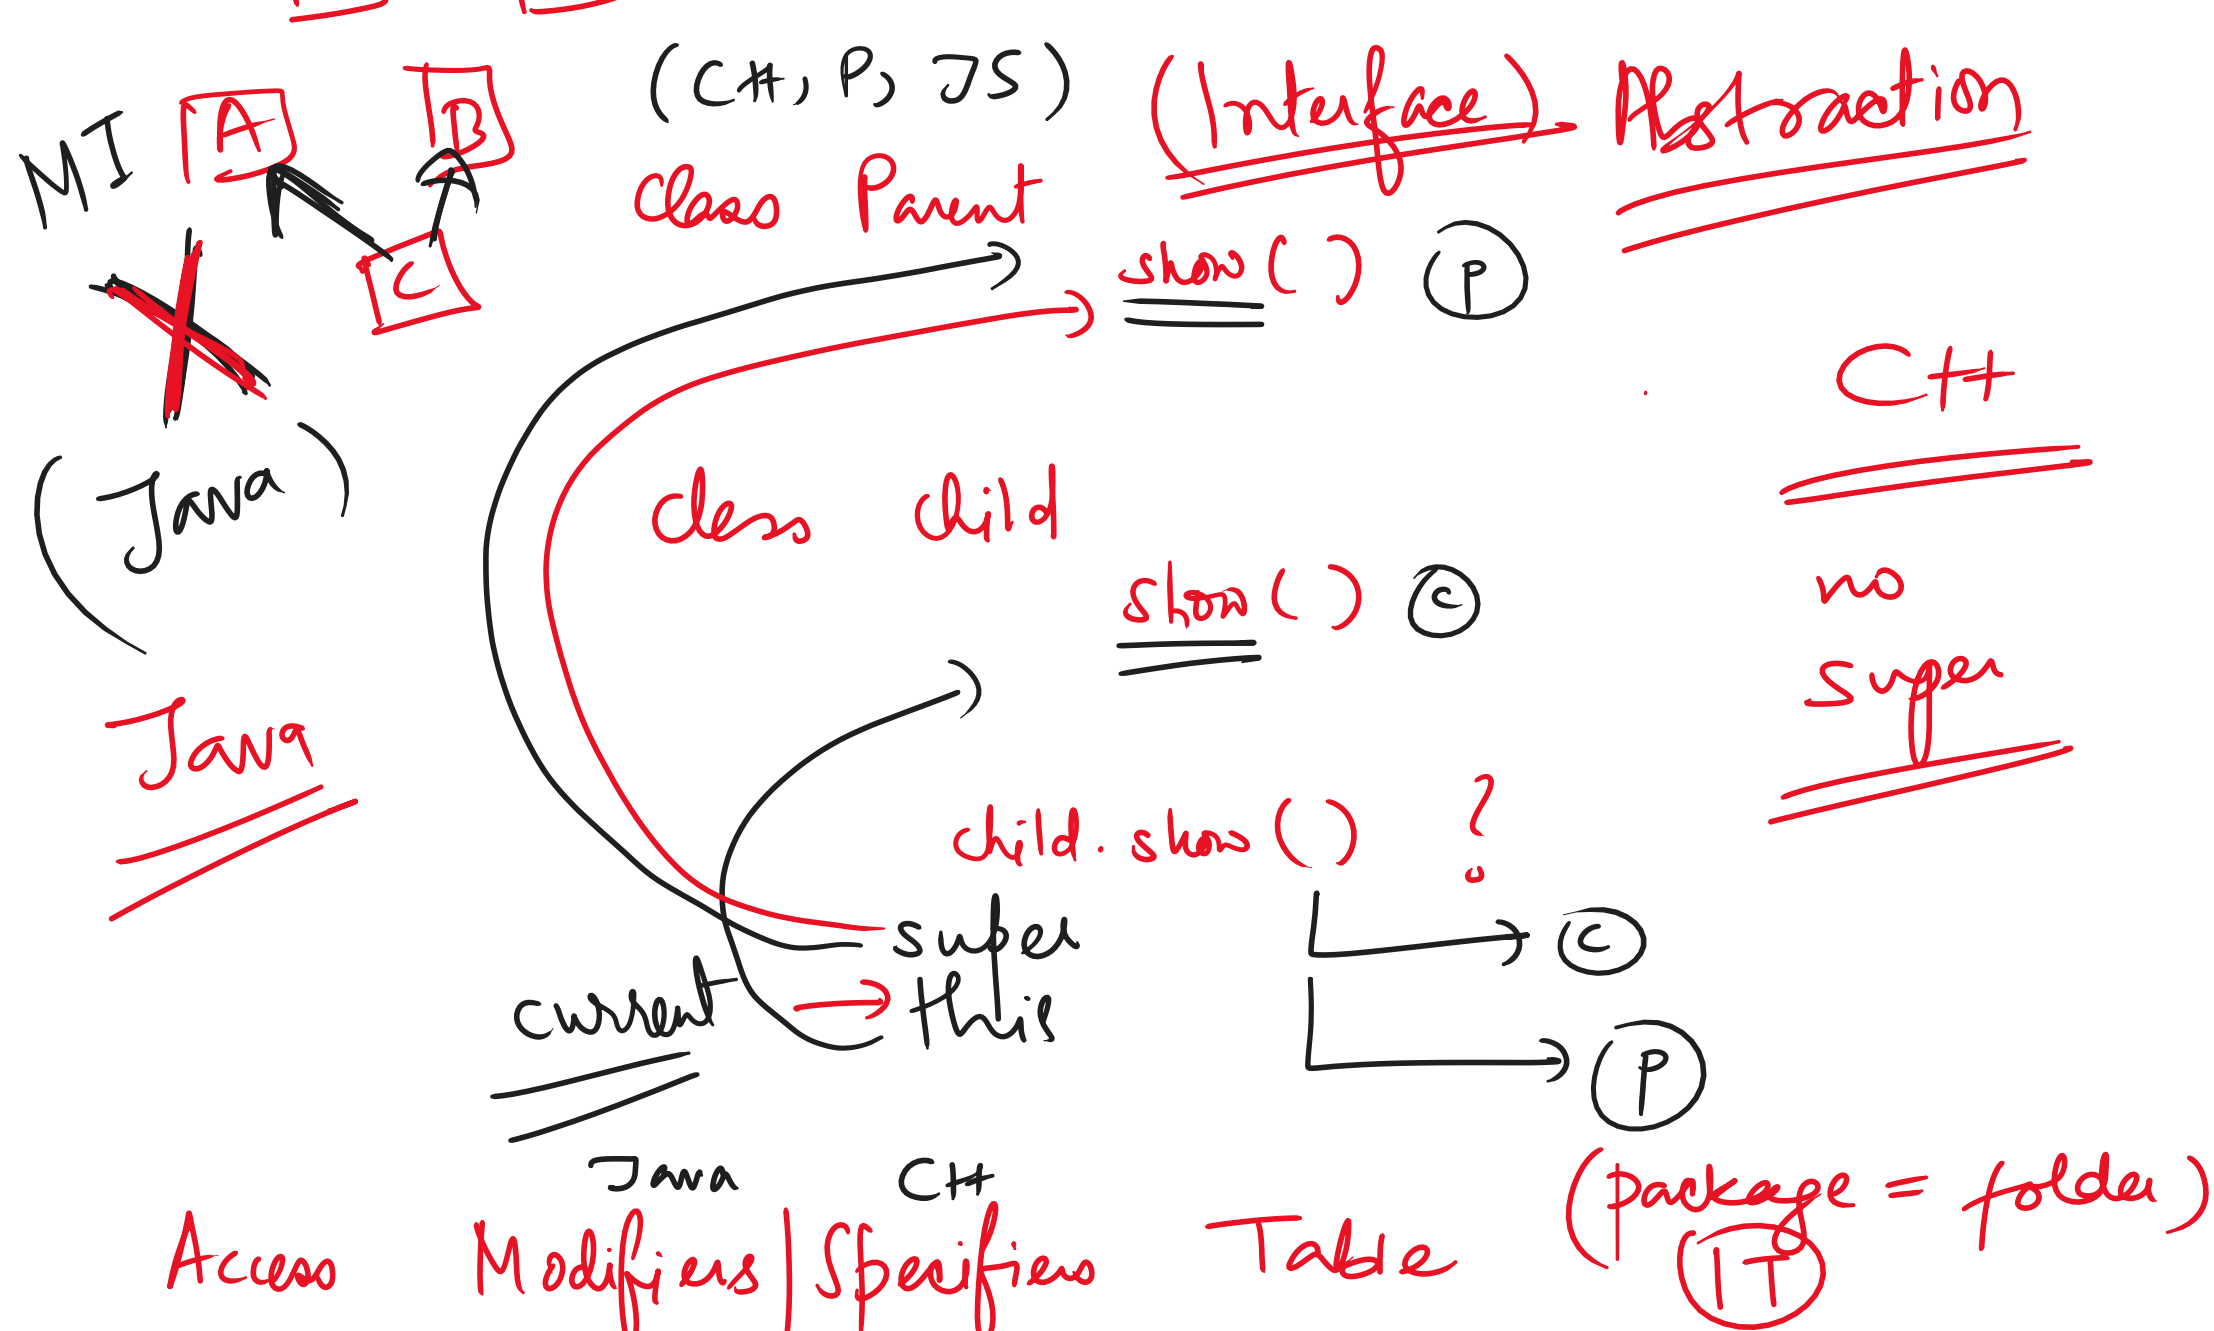 MI A B (C++, P, JS) (Interface) Abstraction
class Parent
C show() P
C++
(Java)
class child
show() C
no
super
Java
child.show() ?
super C
current this P
Java C++ (package = folder)
Access Modifiers | Specifiers Table IT